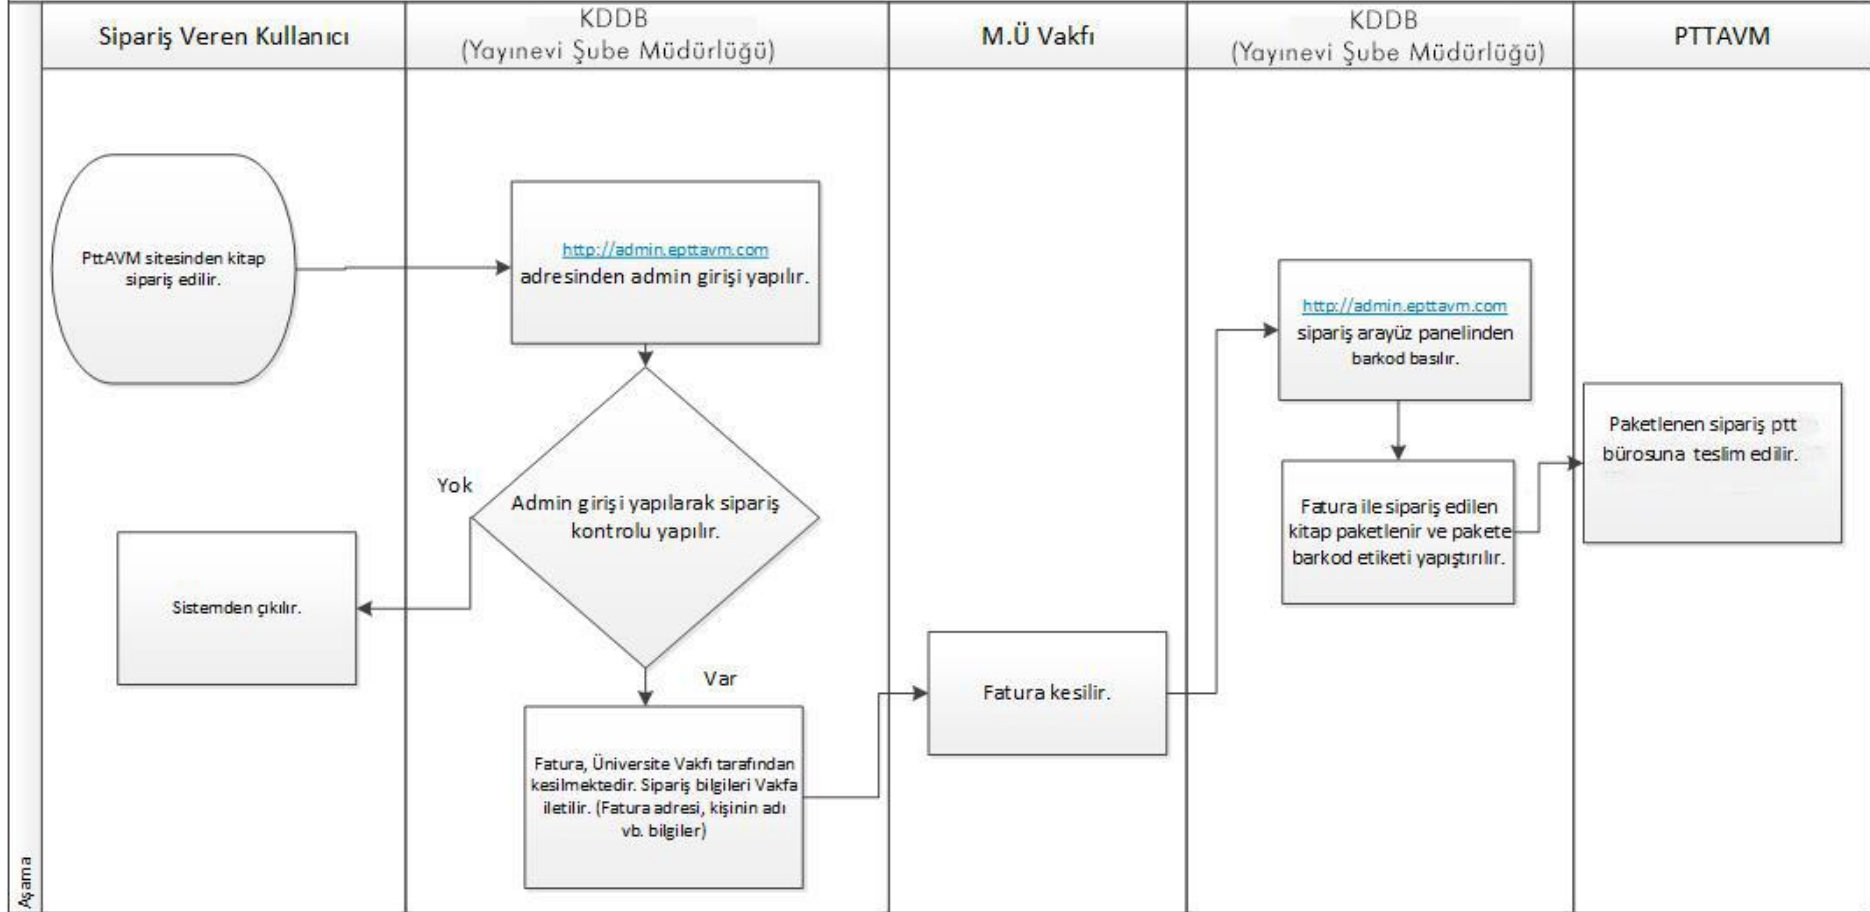 Sipariş Veren Kullanıcı
KDDB
(Yayınevi Şube Müdürlüğü)
M.Ü Vakfı
KDDB
(Yayınevi Şube Müdürlüğü)
PTTAVM
PttAVM sitesinden kitap
sipariş edilir.
http://admin.epttavm.com
adresinden admin girişi yapılır.
Admin girişi yapılarak sipariş
kontrolu yapılır.
Yok
Sistemden çıkılır.
Var
Fatura, Üniversite Vakfı tarafından
kesilmektedir. Sipariş bilgileri Vakfa
iletilir. (Fatura adresi, kişinin adı
vb. bilgiler)
Fatura kesilir.
http://admin.epttavm.com
sipariş arayüz panelinden
barkod basılır.
Fatura ile sipariş edilen
kitap paketlenir ve pakete
barkod etiketi yapıştırılır.
Paketlenen sipariş ptt
bürosuna teslim edilir.
Aşama